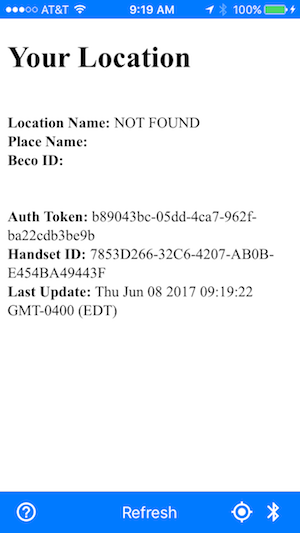 AT&T 9:19 AM 100%
Your Location
Location Name: NOT FOUND
Place Name:
Beco ID:
Auth Token: b89043bc-05dd-4ca7-962f-
ba22cdb3be9b
Handset ID: 7853D266-32C6-4207-AB0B-
E454BA49443F
Last Update: Thu Jun 08 2017 09:19:22
GMT-0400 (EDT)
Refresh